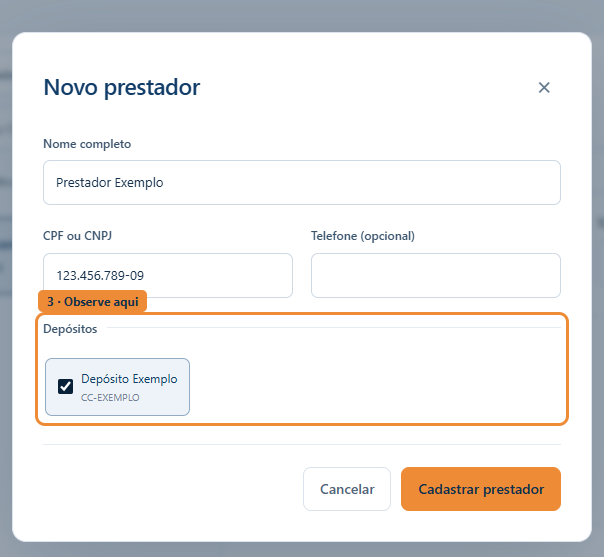 Novo prestador
Nome completo
Prestador Exemplo
CPF ou CNPJ
Telefone (opcional)
123.456.789-09
3 · Observe aqui
Depósitos
Depósito Exemplo
CC-EXEMPLO
Cancelar
Cadastrar prestador